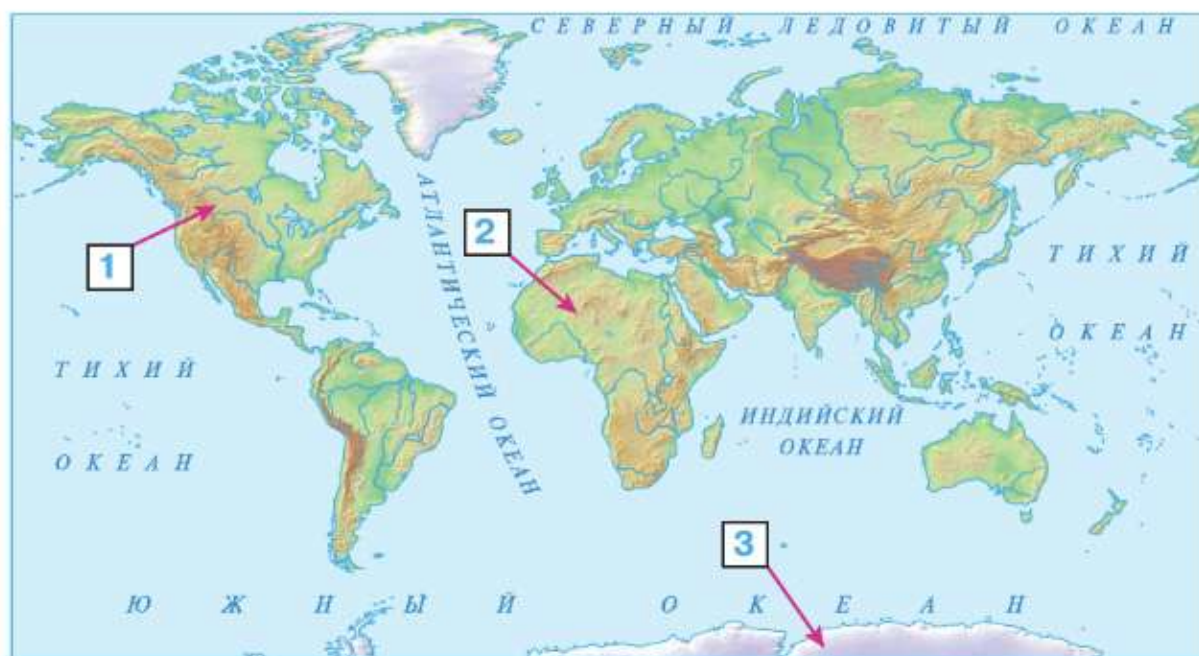 СЕВЕРНЫЙ ЛЕДОВИТЫЙ ОКЕАН
АТЛАНТИЧЕСКИЙ ОКЕАН
1
2
ТИХИЙ
ОКЕАН
ТИХИЙ
ОКЕАН
ИНДИЙСКИЙ
ОКЕАН
3
ЮЖНЫЙ ОКЕАН